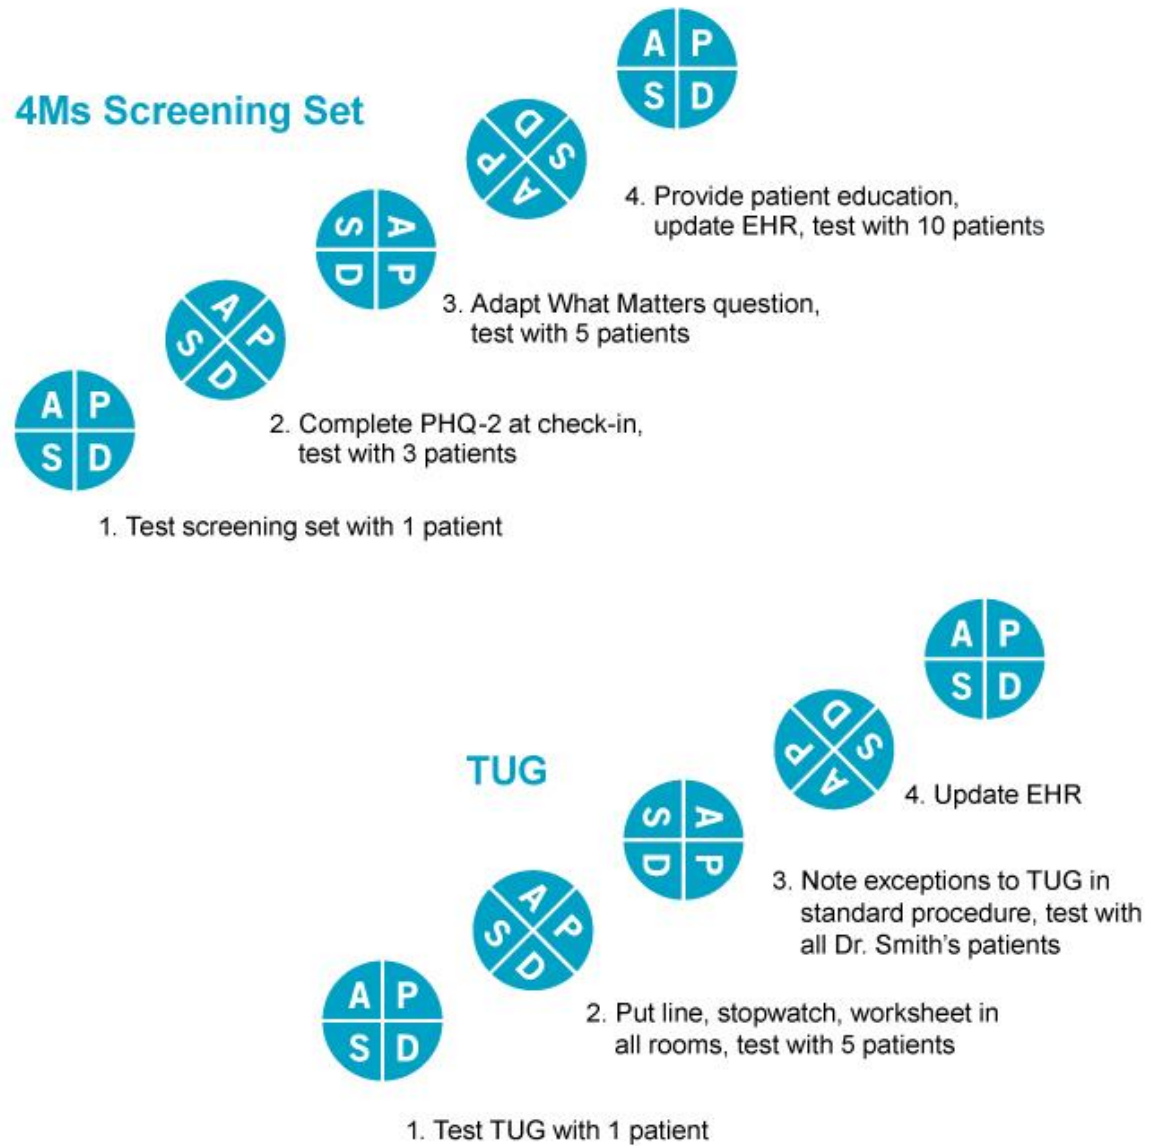 A P
S D
4Ms Screening Set
D
P S
A
4. Provide patient education,
update EHR, test with 10 patients
S A
D P
3. Adapt What Matters question,
test with 5 patients
A
S P
D
2. Complete PHQ-2 at check-in,
test with 3 patients
A P
S D
1. Test screening set with 1 patient
A P
S D
TUG
D
P S
A
4. Update EHR
S A
D P
3. Note exceptions to TUG in
standard procedure, test with
all Dr. Smith's patients
A
S P
D
2. Put line, stopwatch, worksheet in
all rooms, test with 5 patients
A P
S D
1. Test TUG with 1 patient